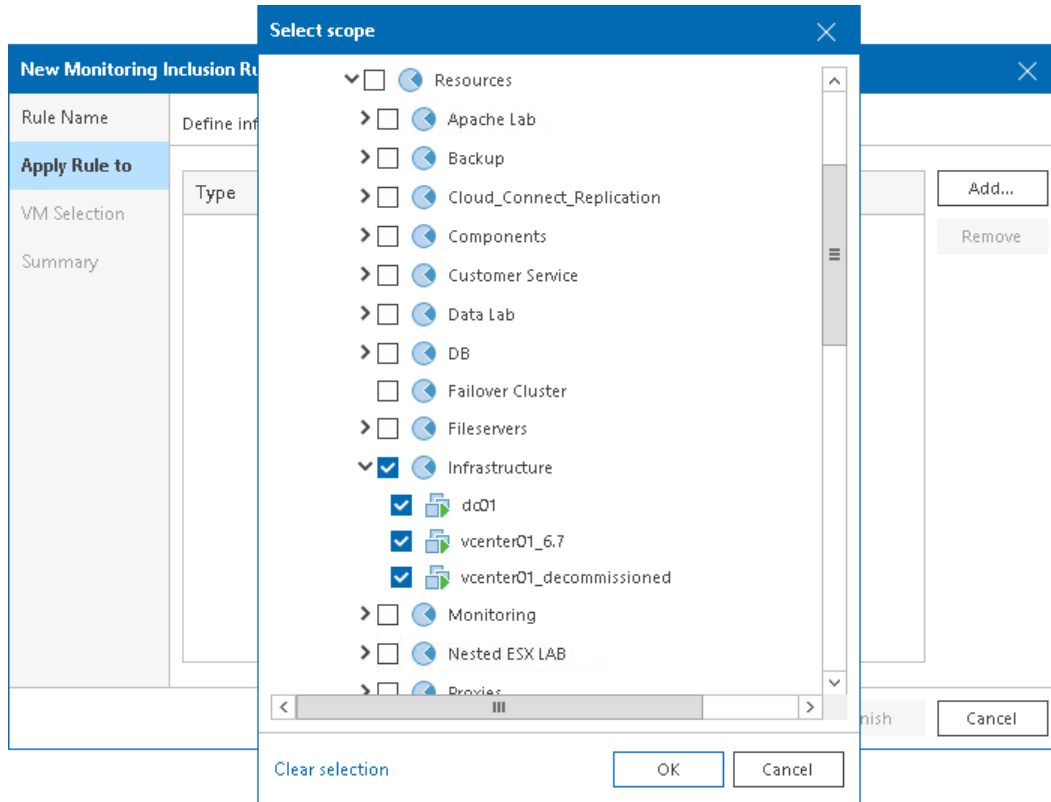 Select scope
New Monitoring Inclusion Ru
Rule Name
Apply Rule to
VM Selection
Summary
Define inf
Type
Add...
Remove
Resources
Apache Lab
Backup
Cloud_Connect_Replication
Components
Customer Service
Data Lab
DB
Failover Cluster
Fileservers
Infrastructure
dc01
vcenter01_6.7
vcenter01_decommissioned
Monitoring
Nested ESX LAB
Proxies
nish
Cancel
Clear selection
OK
Cancel